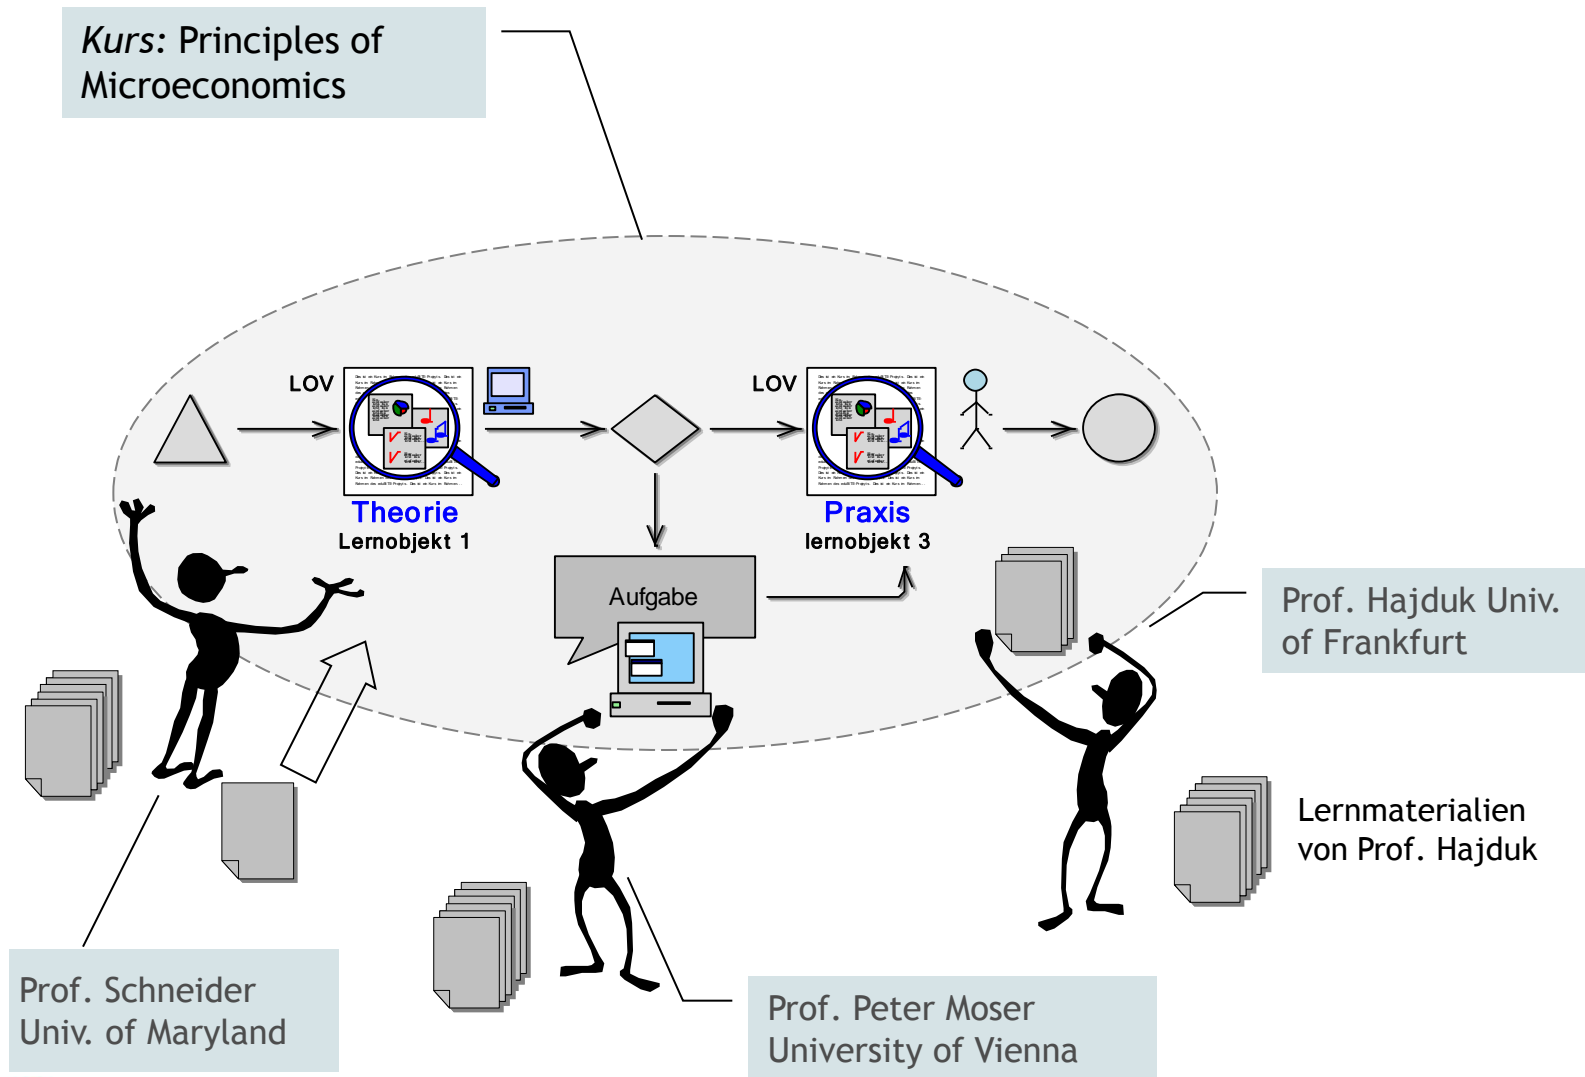 Kurs: Principles of
Microeconomics
LOV
LOV
Theorie
Lernobjekt 1
Praxis
lernobjekt 3
Aufgabe
Prof. Hajduk Univ.
of Frankfurt
Lernmaterialien
von Prof. Hajduk
Prof. Schneider
Univ. of Maryland
Prof. Peter Moser
University of Vienna